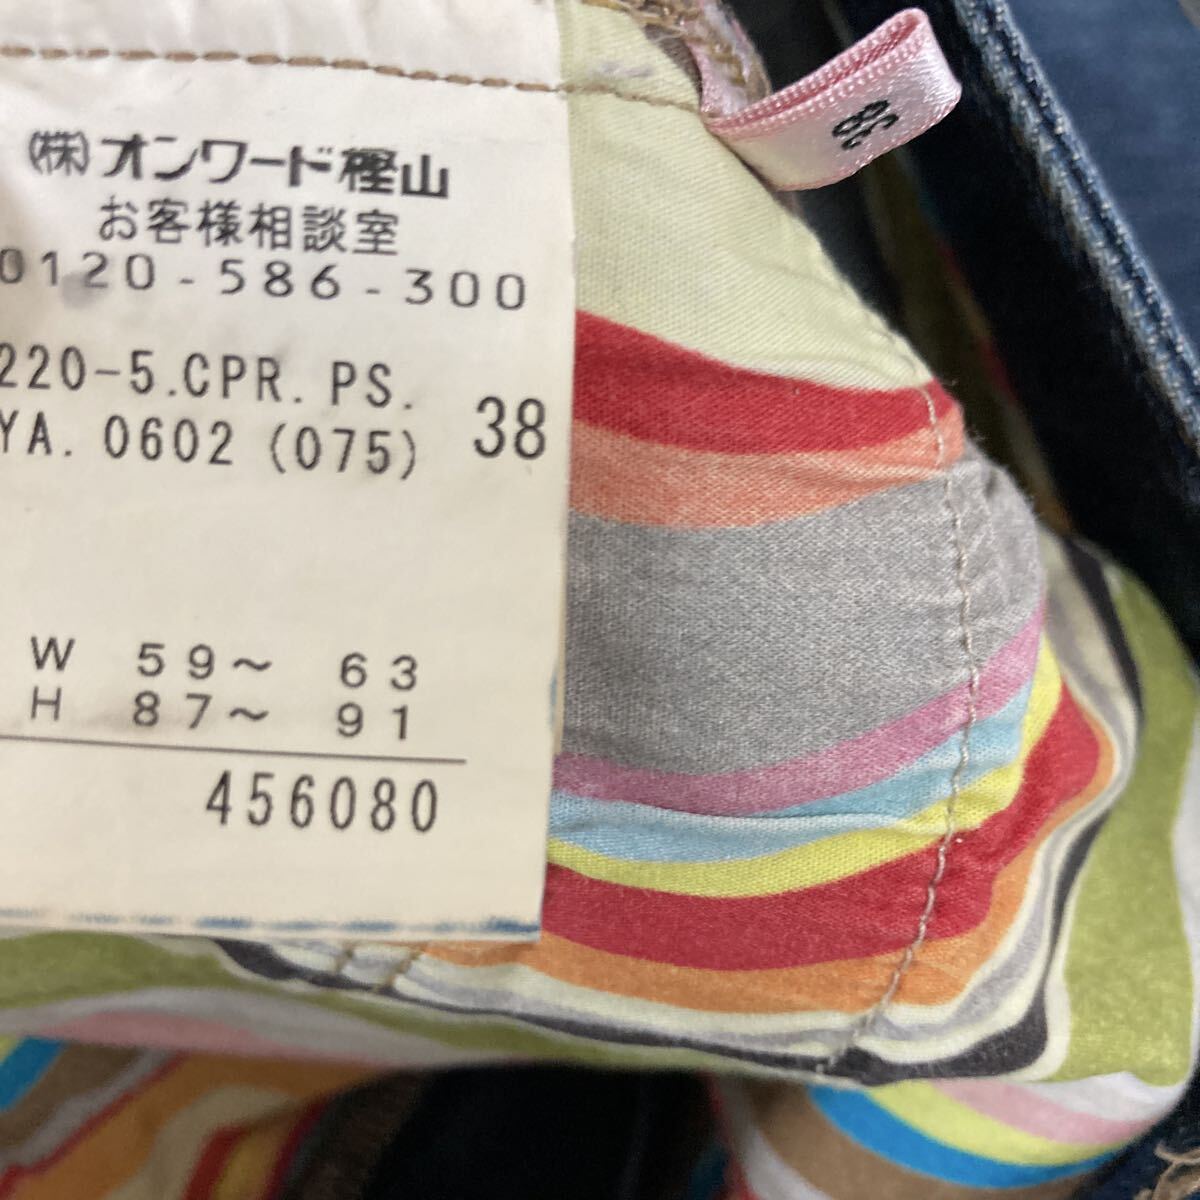 ㈱オンワード樫山
お客様相談室
0120-586-300
220-5.CPR.PS.
YA.0602(075) 38
W 59~ 63
H 87~ 91
456080
38